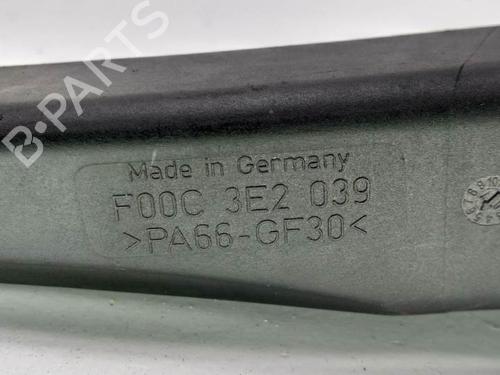 B-PARTS
Made in Germany
F00C 3E2 039
>PA66-GF30<